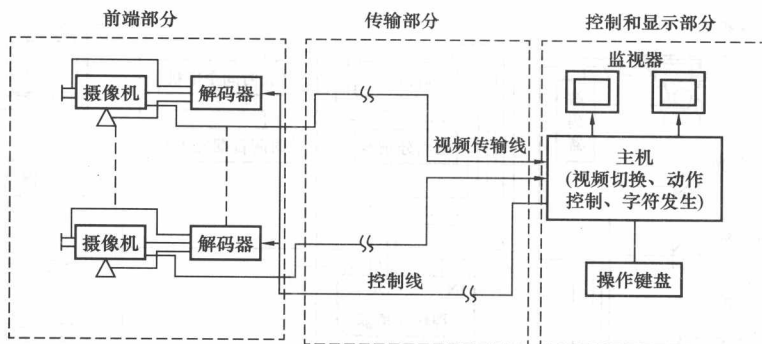 前端部分
传输部分
控制和显示部分
监视器
摄像机
解码器
视频传输线
主机
(视频切换、动作
控制、字符发生)
摄像机
解码器
控制线
操作键盘